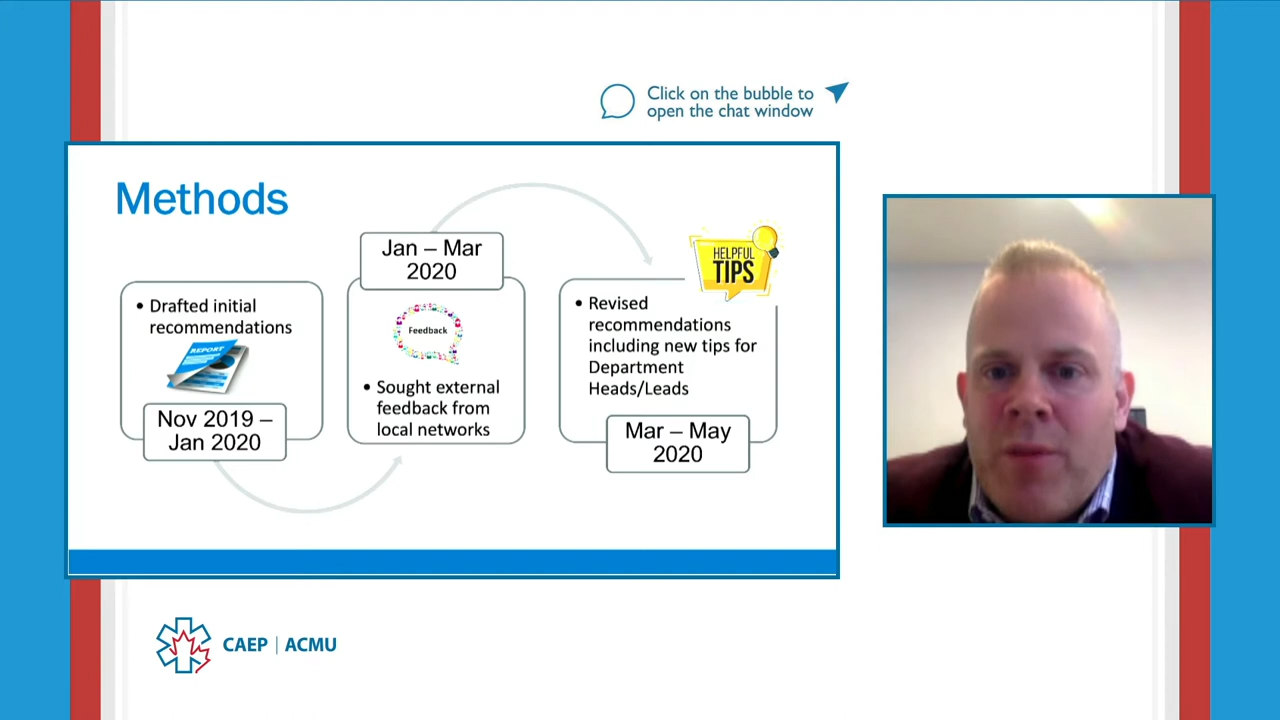 Click on the bubble to
open the chat window
Methods
• Drafted initial
recommendations
REPORT
Nov 2019 –
Jan 2020
Jan – Mar
2020
Feedback
• Sought external
feedback from
local networks
HELPFUL
TIPS
• Revised
recommendations
including new tips for
Department
Heads/Leads
Mar – May
2020
CAEP | ACMU